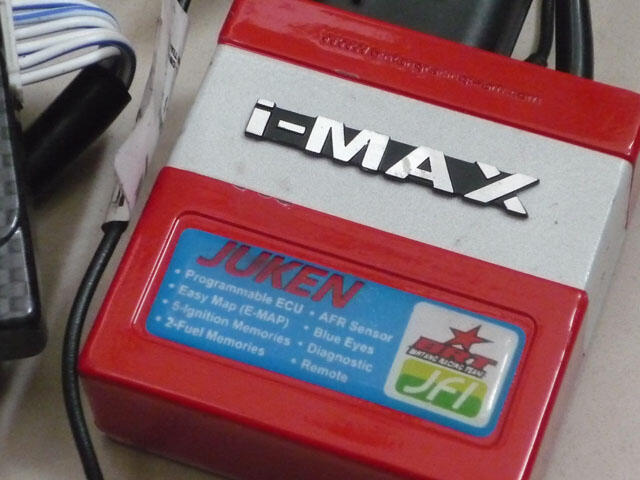 i-MAX
JUKEN
• Programmable ECU
• Easy Map (E-MAP)
• 5-Ignition Memories
• 2-Fuel Memories
• AFR Sensor
• Blue Eyes
• Diagnostic
• Remote
BRT
BINTANG RACING TEAM
JFI